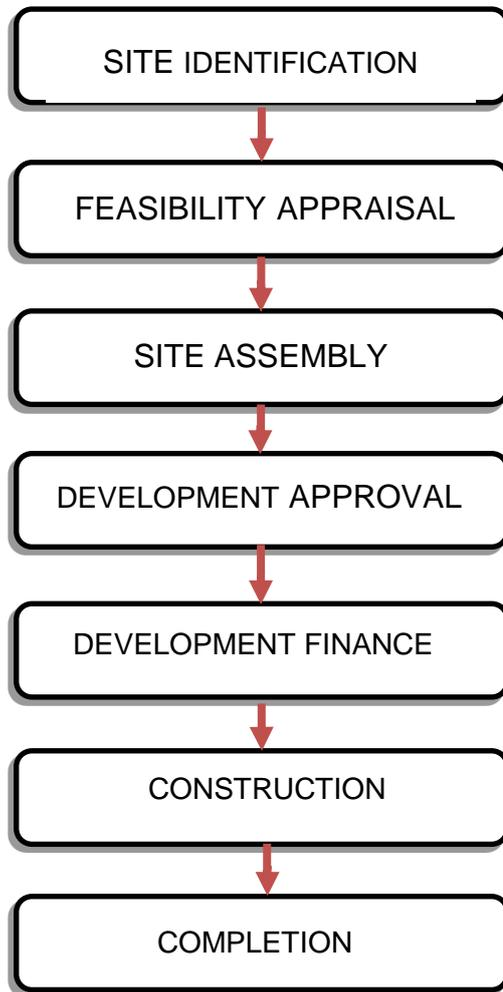 SITE IDENTIFICATION
FEASIBILITY APPRAISAL
SITE ASSEMBLY
DEVELOPMENT APPROVAL
DEVELOPMENT FINANCE
CONSTRUCTION
COMPLETION